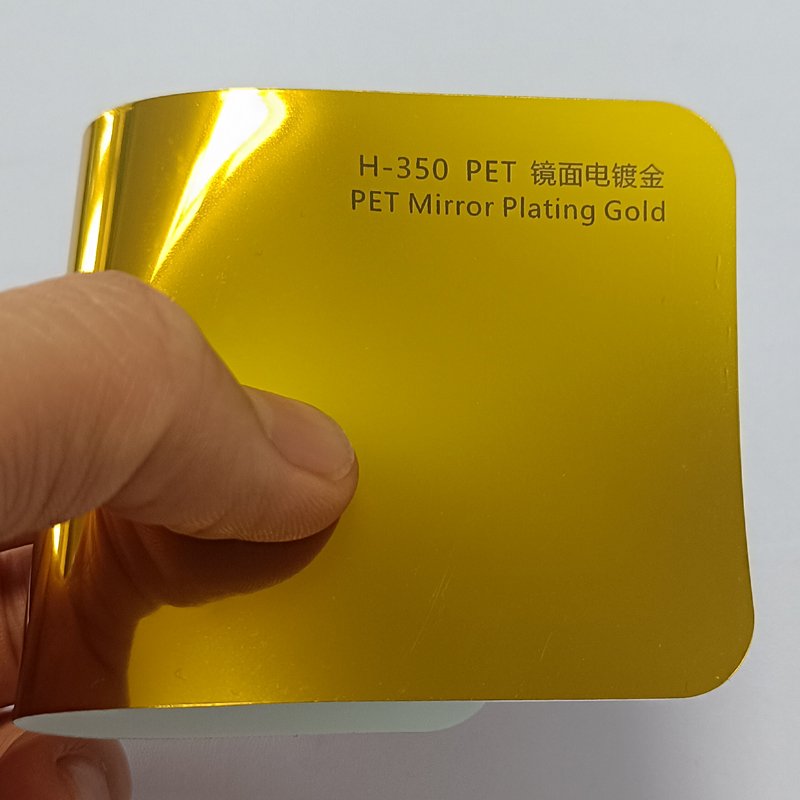 H-350 PET 镜面电镀金
PET Mirror Plating Gold